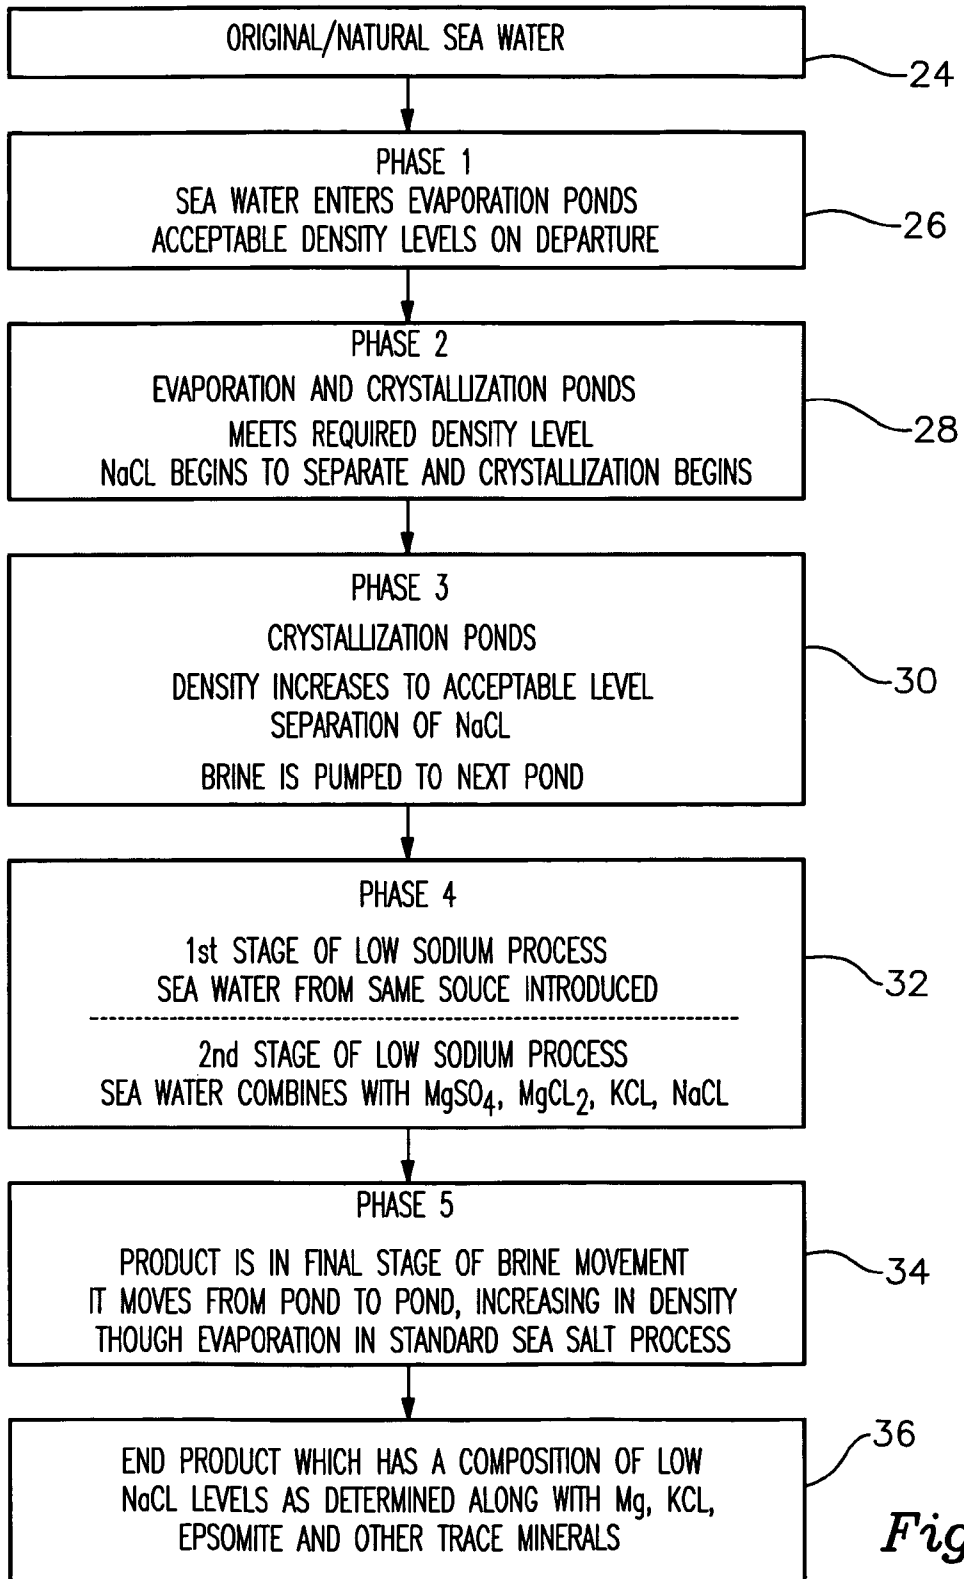 ORIGINAL/NATURAL SEA WATER
24
PHASE 1
SEA WATER ENTERS EVAPORATION PONDS
ACCEPTABLE DENSITY LEVELS ON DEPARTURE
26
PHASE 2
EVAPORATION AND CRYSTALLIZATION PONDS
MEETS REQUIRED DENSITY LEVEL
NaCL BEGINS TO SEPARATE AND CRYSTALLIZATION BEGINS
28
PHASE 3
CRYSTALLIZATION PONDS
DENSITY INCREASES TO ACCEPTABLE LEVEL
SEPARATION OF NaCL
BRINE IS PUMPED TO NEXT POND
30
PHASE 4
1st STAGE OF LOW SODIUM PROCESS
SEA WATER FROM SAME SOUCE INTRODUCED
2nd STAGE OF LOW SODIUM PROCESS
SEA WATER COMBINES WITH MgSO4, MgCL2, KCL, NaCL
32
PHASE 5
PRODUCT IS IN FINAL STAGE OF BRINE MOVEMENT
IT MOVES FROM POND TO POND, INCREASING IN DENSITY
THOUGH EVAPORATION IN STANDARD SEA SALT PROCESS
34
END PRODUCT WHICH HAS A COMPOSITION OF LOW
NaCL LEVELS AS DETERMINED ALONG WITH Mg, KCL,
EPSOMITE AND OTHER TRACE MINERALS
36
Fig